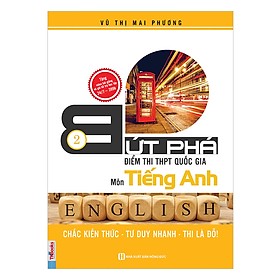 VŨ THỊ MAI PHƯƠNG
2
BỨT PHÁ
ĐIỂM THI THPT QUỐC GIA
Môn Tiếng Anh
ENGLISH
CHẮC KIẾN THỨC - TƯ DUY NHANH - THI LÀ ĐỖ!